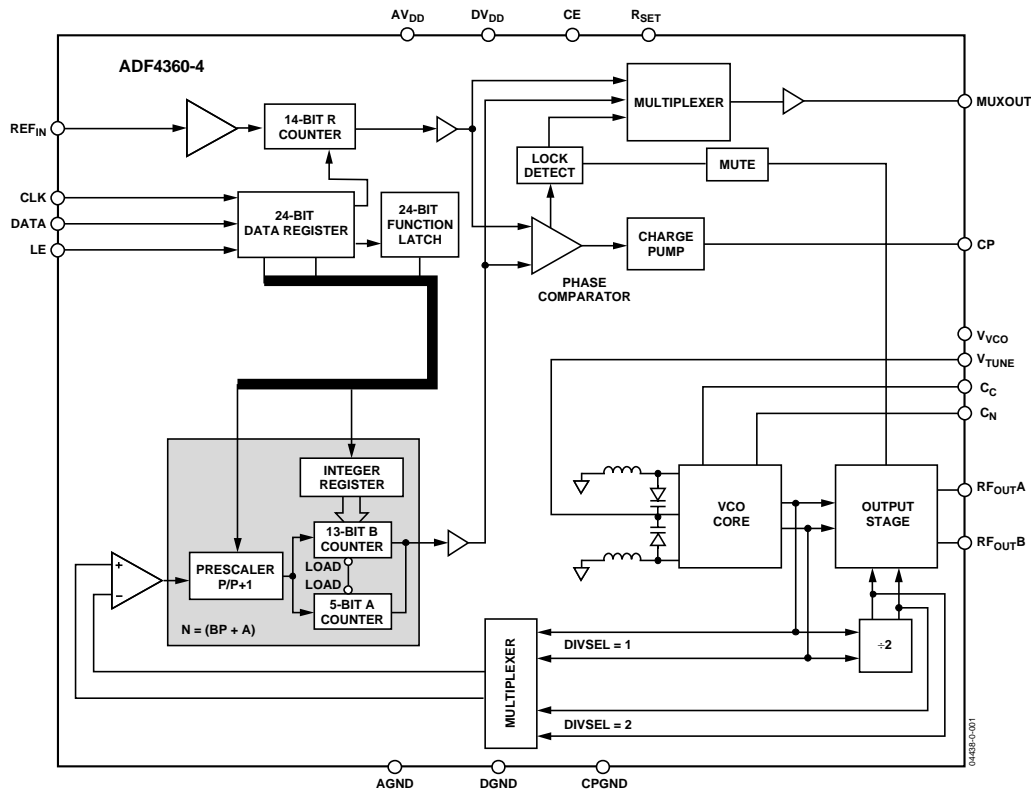 AVDD
DVDD
CE
RSET
ADF4360-4
MULTIPLEXER
MUXOUT
REFIN
14-BIT R
COUNTER
LOCK
DETECT
MUTE
CLK
DATA
LE
24-BIT
DATA REGISTER
24-BIT
FUNCTION
LATCH
CHARGE
PUMP
CP
PHASE
COMPARATOR
VVCO
VTUNE
CC
CN
INTEGER
REGISTER
13-BIT B
COUNTER
LOAD
LOAD
PRESCALER
P/P+1
5-BIT A
COUNTER
N = (BP + A)
+
−
VCO
CORE
OUTPUT
STAGE
RFOUTA
RFOUTB
MULTIPLEXER
DIVSEL = 1
÷2
DIVSEL = 2
04438-0-001
AGND
DGND
CPGND